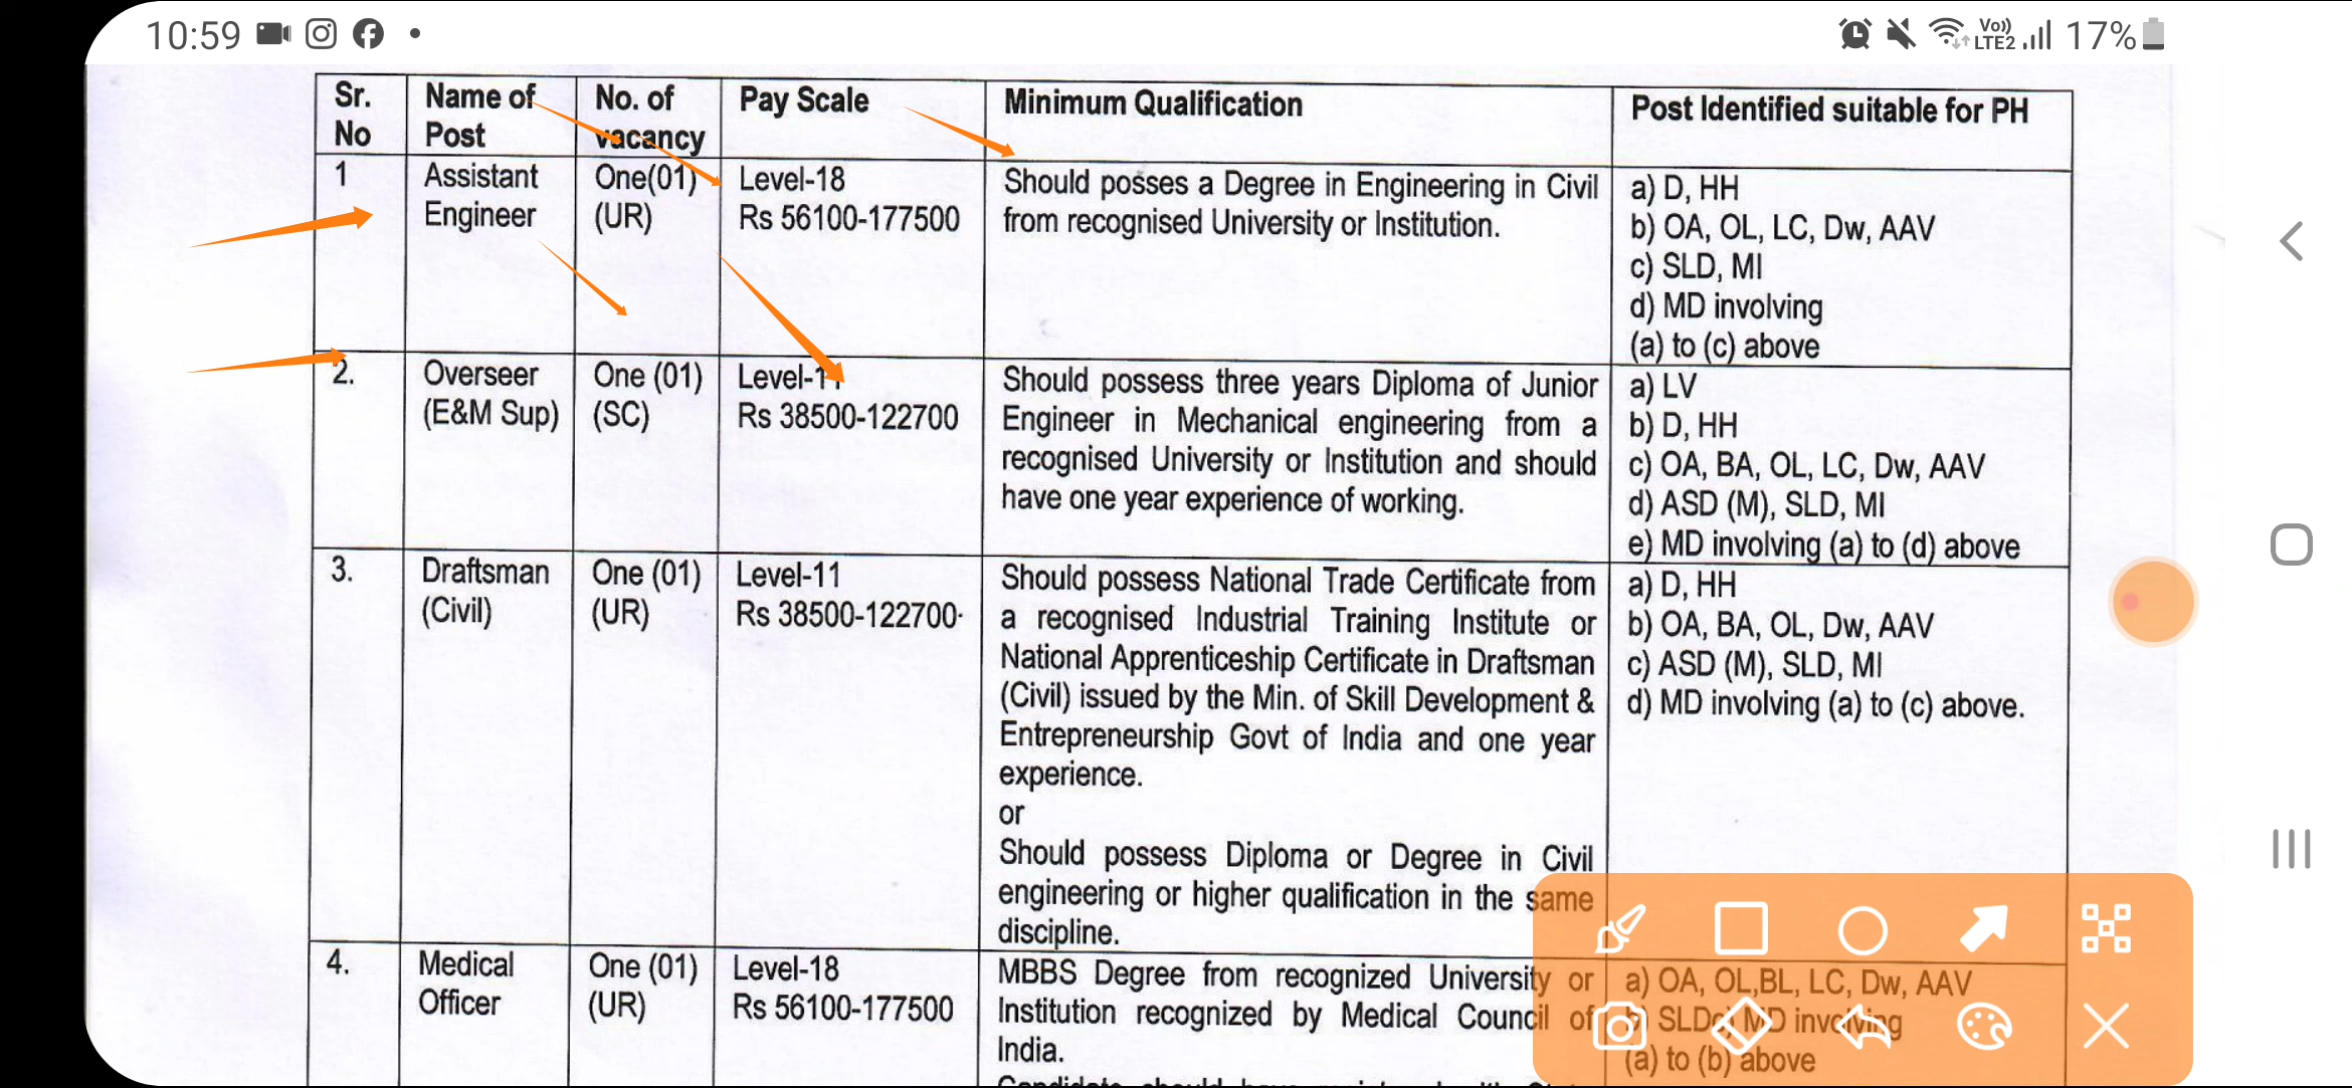 10:59
Vo))
LTE2
17%
Sr.
No
Name of
Post
No. of
vacancy
Pay Scale
Minimum Qualification
Post Identified suitable for PH
1
Assistant
Engineer
One(01)
(UR)
Level-18
Rs 56100-177500
Should posses a Degree in Engineering in Civil
from recognised University or Institution.
a) D, HH
b) OA, OL, LC, Dw, AAV
c) SLD, MI
d) MD involving
(a) to (c) above
2.
Overseer
(E&M Sup)
One (01)
(SC)
Level-11
Rs 38500-122700
Should possess three years Diploma of Junior
Engineer in Mechanical engineering from a
recognised University or Institution and should
have one year experience of working.
a) LV
b) D, HH
c) OA, BA, OL, LC, Dw, AAV
d) ASD (M), SLD, MI
e) MD involving (a) to (d) above
3.
Draftsman
(Civil)
One (01)
(UR)
Level-11
Rs 38500-122700
Should possess National Trade Certificate from
a recognised Industrial Training Institute or
National Apprenticeship Certificate in Draftsman
(Civil) issued by the Min. of Skill Development &
Entrepreneurship Govt of India and one year
experience.
or
Should possess Diploma or Degree in Civil
engineering or higher qualification in the same
discipline.
a) D, HH
b) OA, BA, OL, Dw, AAV
c) ASD (M), SLD, MI
d) MD involving (a) to (c) above.
4.
Medical
Officer
One (01)
(UR)
Level-18
Rs 56100-177500
MBBS Degree from recognized University or
Institution recognized by Medical Council of
India.
a) OA, OL,BL, LC, Dw, AAV
SLD MD involving
(a) to (b) above